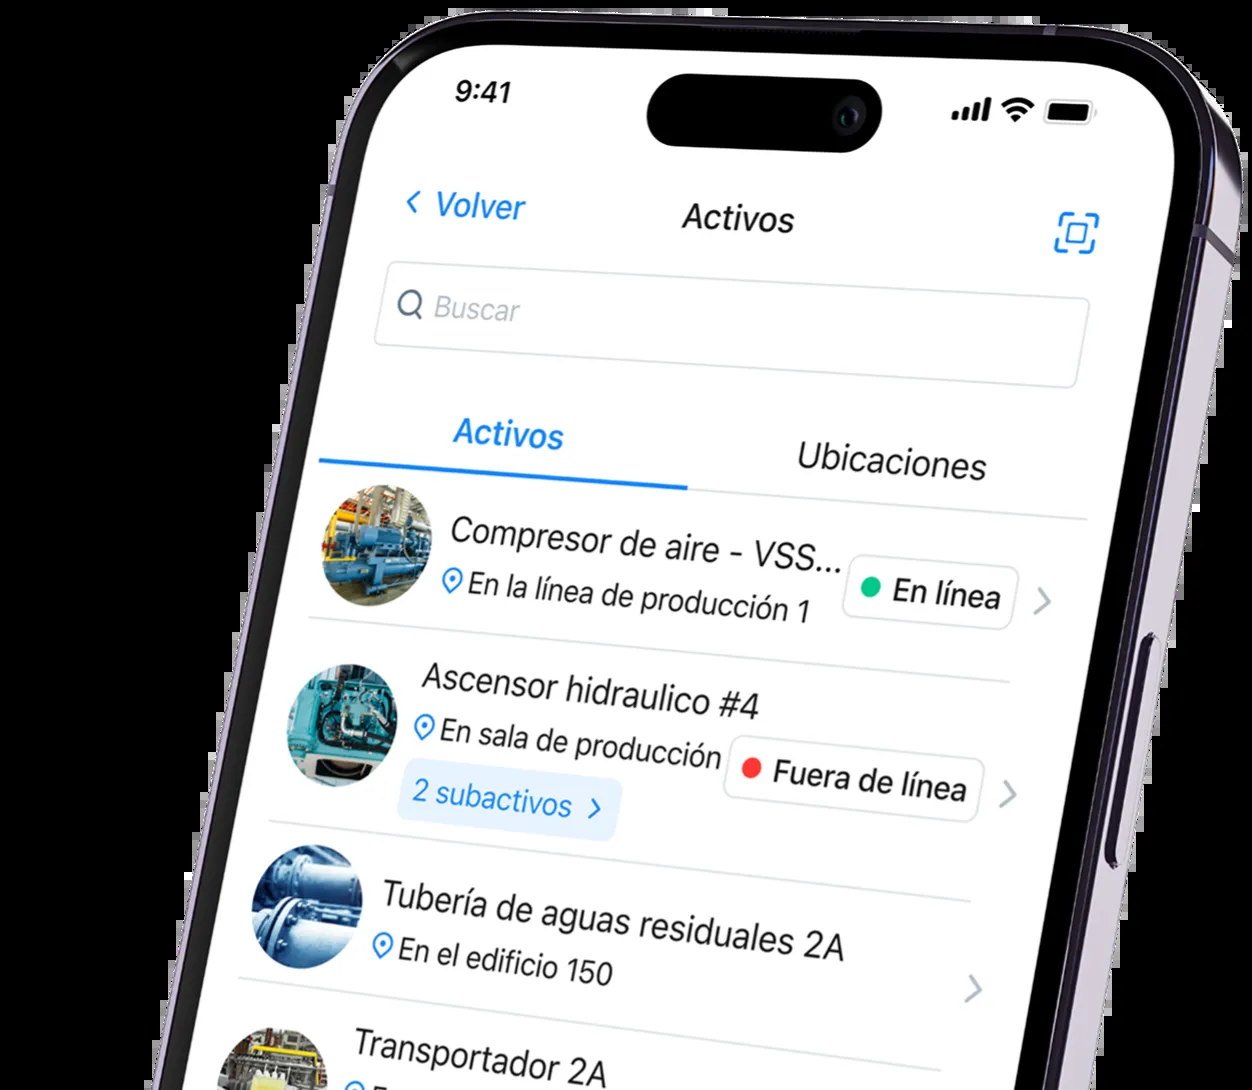 9:41
Volver
Activos
Buscar
Activos
Ubicaciones
Compresor de aire - VSS...
En la línea de producción 1
En línea
Ascensor hidraulico #4
En sala de producción
Fuera de línea
2 subactivos
Tubería de aguas residuales 2A
En el edificio 150
Transportador 2A